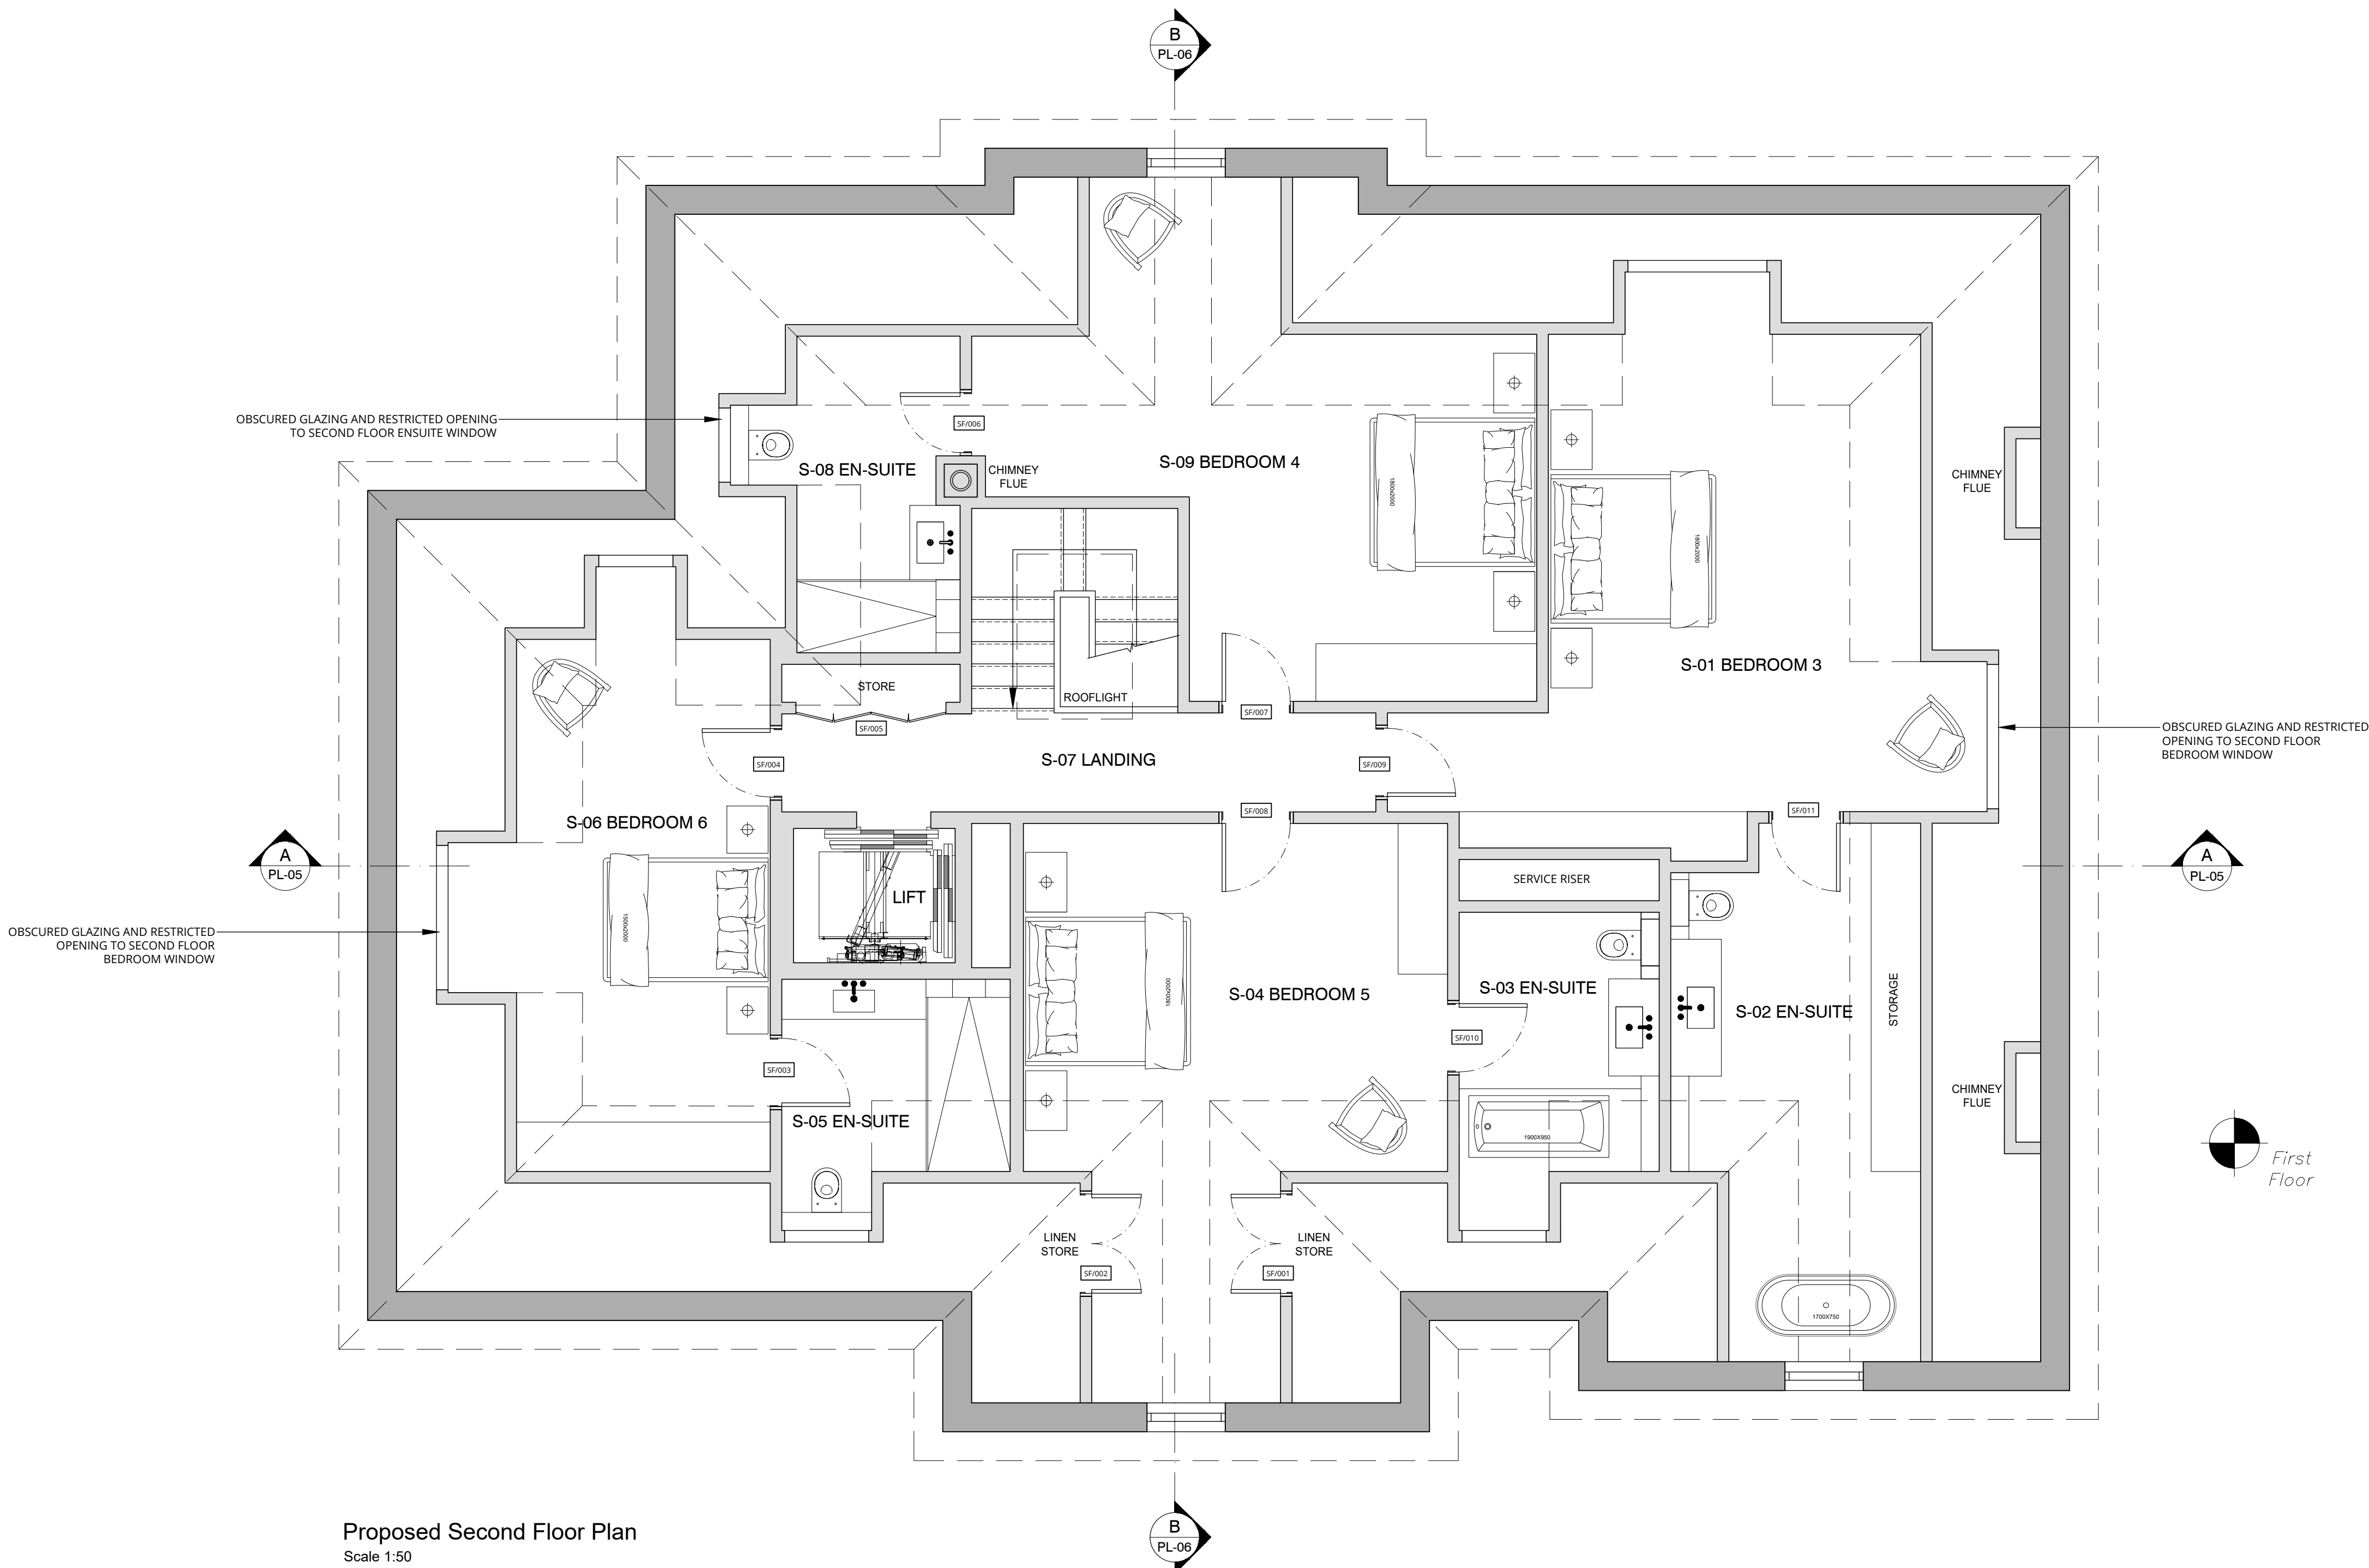 B
PL-06
OBSCURED GLAZING AND RESTRICTED OPENING
TO SECOND FLOOR ENSUITE WINDOW
SF/006
S-08 EN-SUITE
CHIMNEY
FLUE
S-09 BEDROOM 4
1800x2000
1800x2000
CHIMNEY
FLUE
S-01 BEDROOM 3
STORE
ROOFLIGHT
SF/005
SF/007
OBSCURED GLAZING AND RESTRICTED
OPENING TO SECOND FLOOR
BEDROOM WINDOW
SF/004
S-07 LANDING
SF/009
S-06 BEDROOM 6
SF/008
SF/011
A
PL-05
A
PL-05
LIFT
SERVICE RISER
OBSCURED GLAZING AND RESTRICTED
OPENING TO SECOND FLOOR
BEDROOM WINDOW
1500x2000
1800x2000
S-04 BEDROOM 5
S-03 EN-SUITE
S-02 EN-SUITE
STORAGE
SF/010
SF/003
S-05 EN-SUITE
1900X950
CHIMNEY
FLUE
First
Floor
LINEN
STORE
LINEN
STORE
SF/002
SF/001
1700X750
Proposed Second Floor Plan
Scale 1:50
B
PL-06